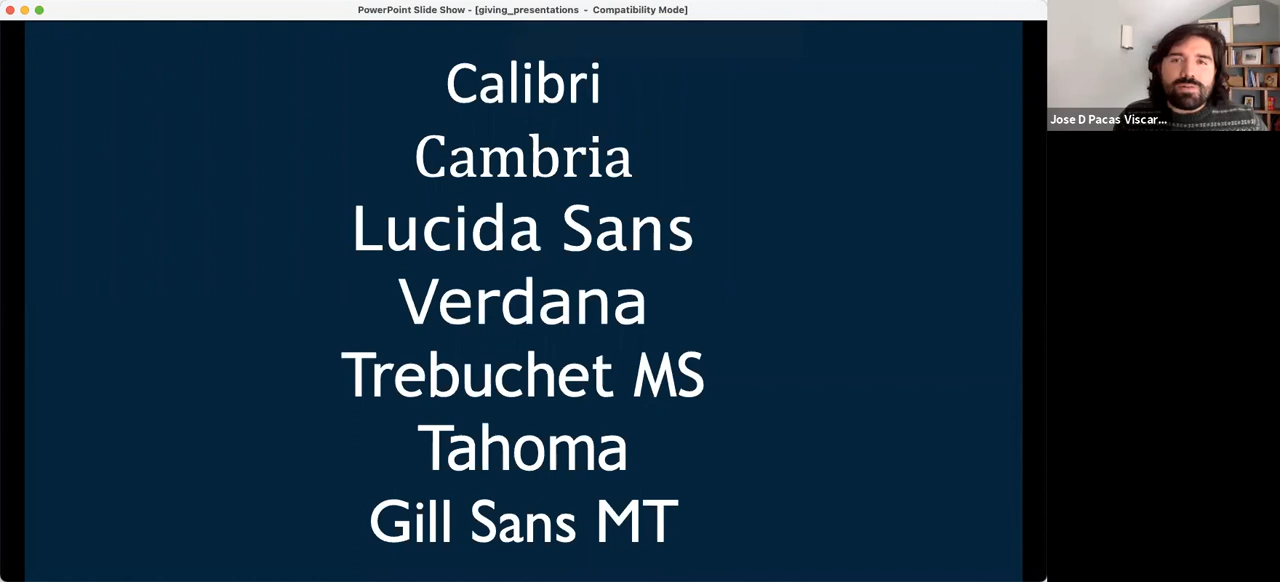 PowerPoint Slide Show - [giving_presentations - Compatibility Mode]
Calibri
Cambria
Lucida Sans
Verdana
Trebuchet MS
Tahoma
Gill Sans MT
Jose D Pacas Viscar...